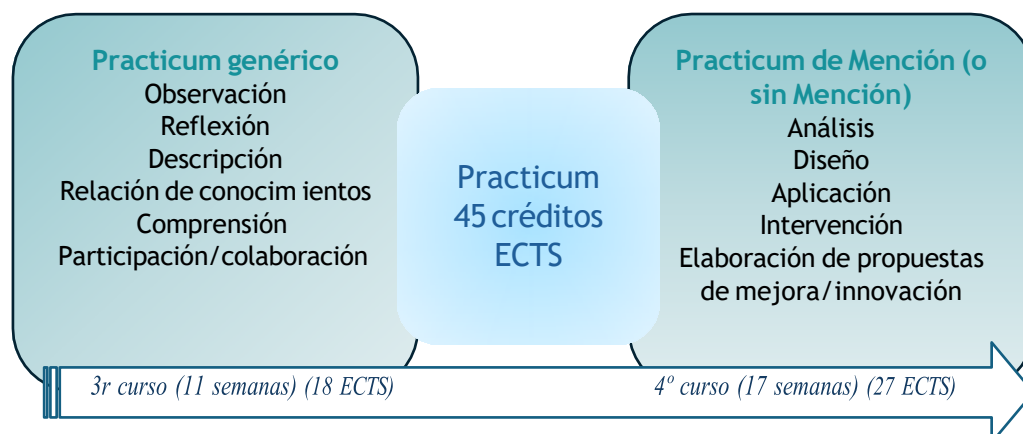 Practicum genérico
Observación
Reflexión
Descripción
Relación de conocim ientos
Comprensión
Participación/colaboración
Practicum
45 créditos
ECTS
Practicum de Mención (o
sin Mención)
Análisis
Diseño
Aplicación
Intervención
Elaboración de propuestas
de mejora/innovación
3r curso (11 semanas) (18 ECTS)
4º curso (17 semanas) (27 ECTS)